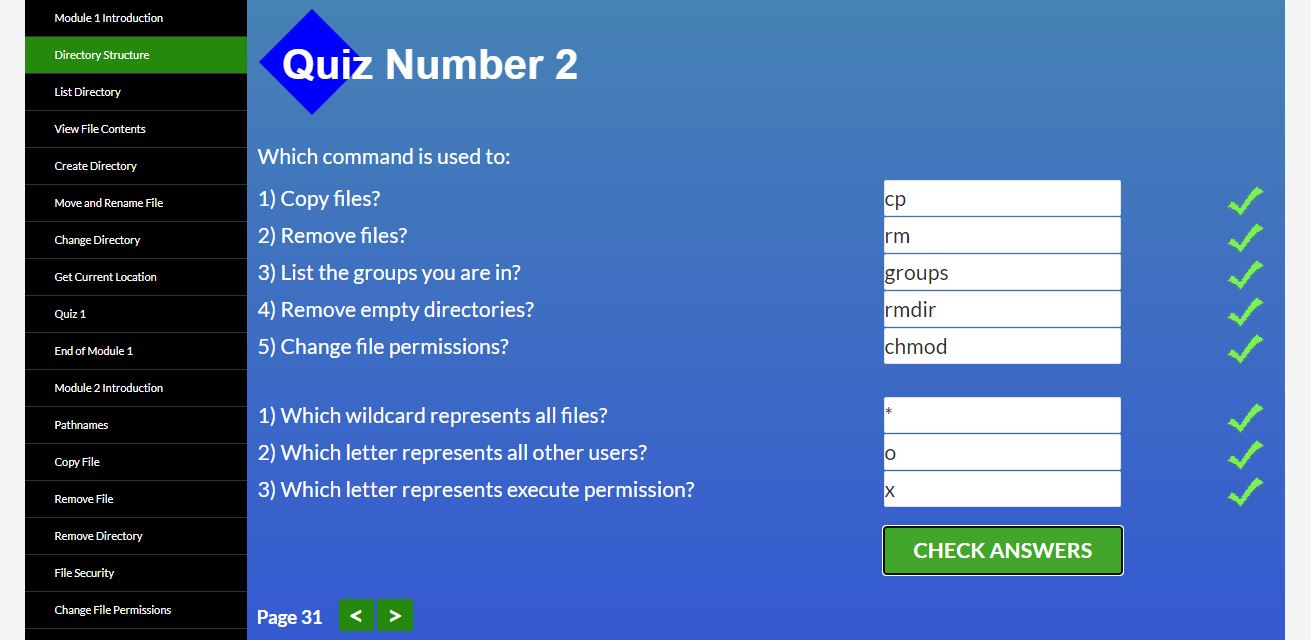 Module 1 Introduction
Directory Structure
List Directory
View File Contents
Create Directory
Move and Rename File
Change Directory
Get Current Location
Quiz 1
End of Module 1
Module 2 Introduction
Pathnames
Copy File
Remove File
Remove Directory
File Security
Change File Permissions
Quiz Number 2
Which command is used to:
1) Copy files? cp
2) Remove files? rm
3) List the groups you are in? groups
4) Remove empty directories? rmdir
5) Change file permissions? chmod
1) Which wildcard represents all files? *
2) Which letter represents all other users? o
3) Which letter represents execute permission? x
CHECK ANSWERS
Page 31 < >